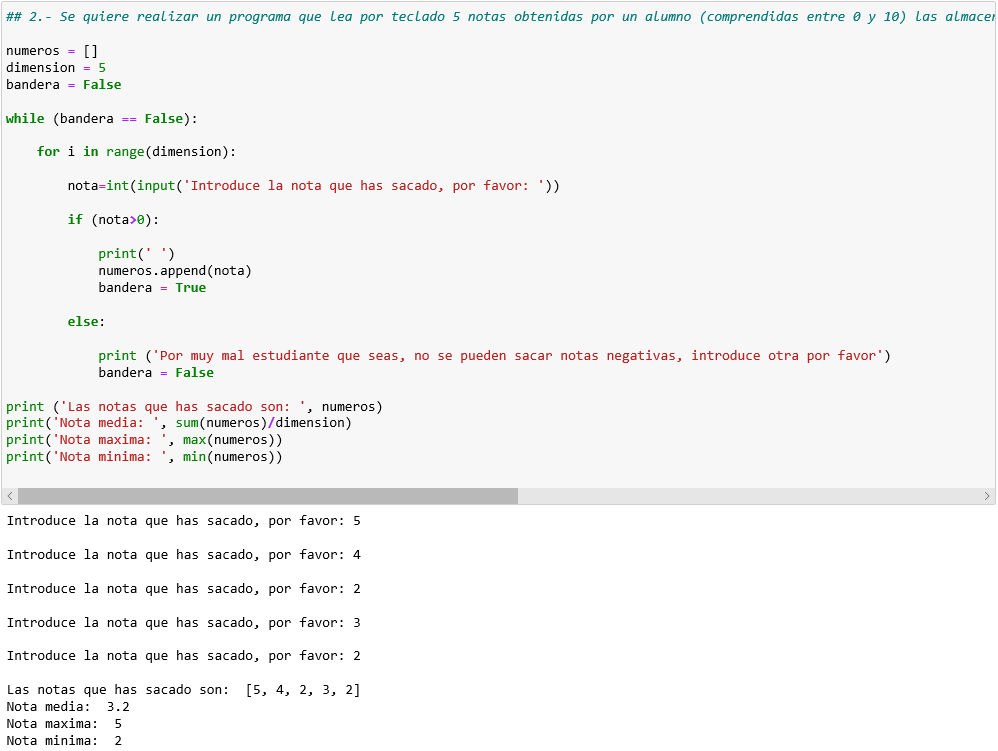 ## 2.- Se quiere realizar un programa que lea por teclado 5 notas obtenidas por un alumno (comprendidas entre 0 y 10) las
numeros = []
dimension = 5
bandera = False
while (bandera == False):
for i in range(dimension):
nota=int(input('Introduce la nota que has sacado, por favor: '))
if (nota>0):
print(' ')
numeros.append(nota)
bandera = True
else:
print ('Por muy mal estudiante que seas, no se pueden sacar notas negativas, introduce otra por favor')
bandera = False
print ('Las notas que has sacado son: ', numeros)
print('Nota media: ', sum(numeros)/dimension)
print('Nota maxima: ', max(numeros))
print('Nota minima: ', min(numeros))
Introduce la nota que has sacado, por favor: 5
Introduce la nota que has sacado, por favor: 4
Introduce la nota que has sacado, por favor: 2
Introduce la nota que has sacado, por favor: 3
Introduce la nota que has sacado, por favor: 2
Las notas que has sacado son:  [5, 4, 2, 3, 2]
Nota media:  3.2
Nota maxima:  5
Nota minima:  2